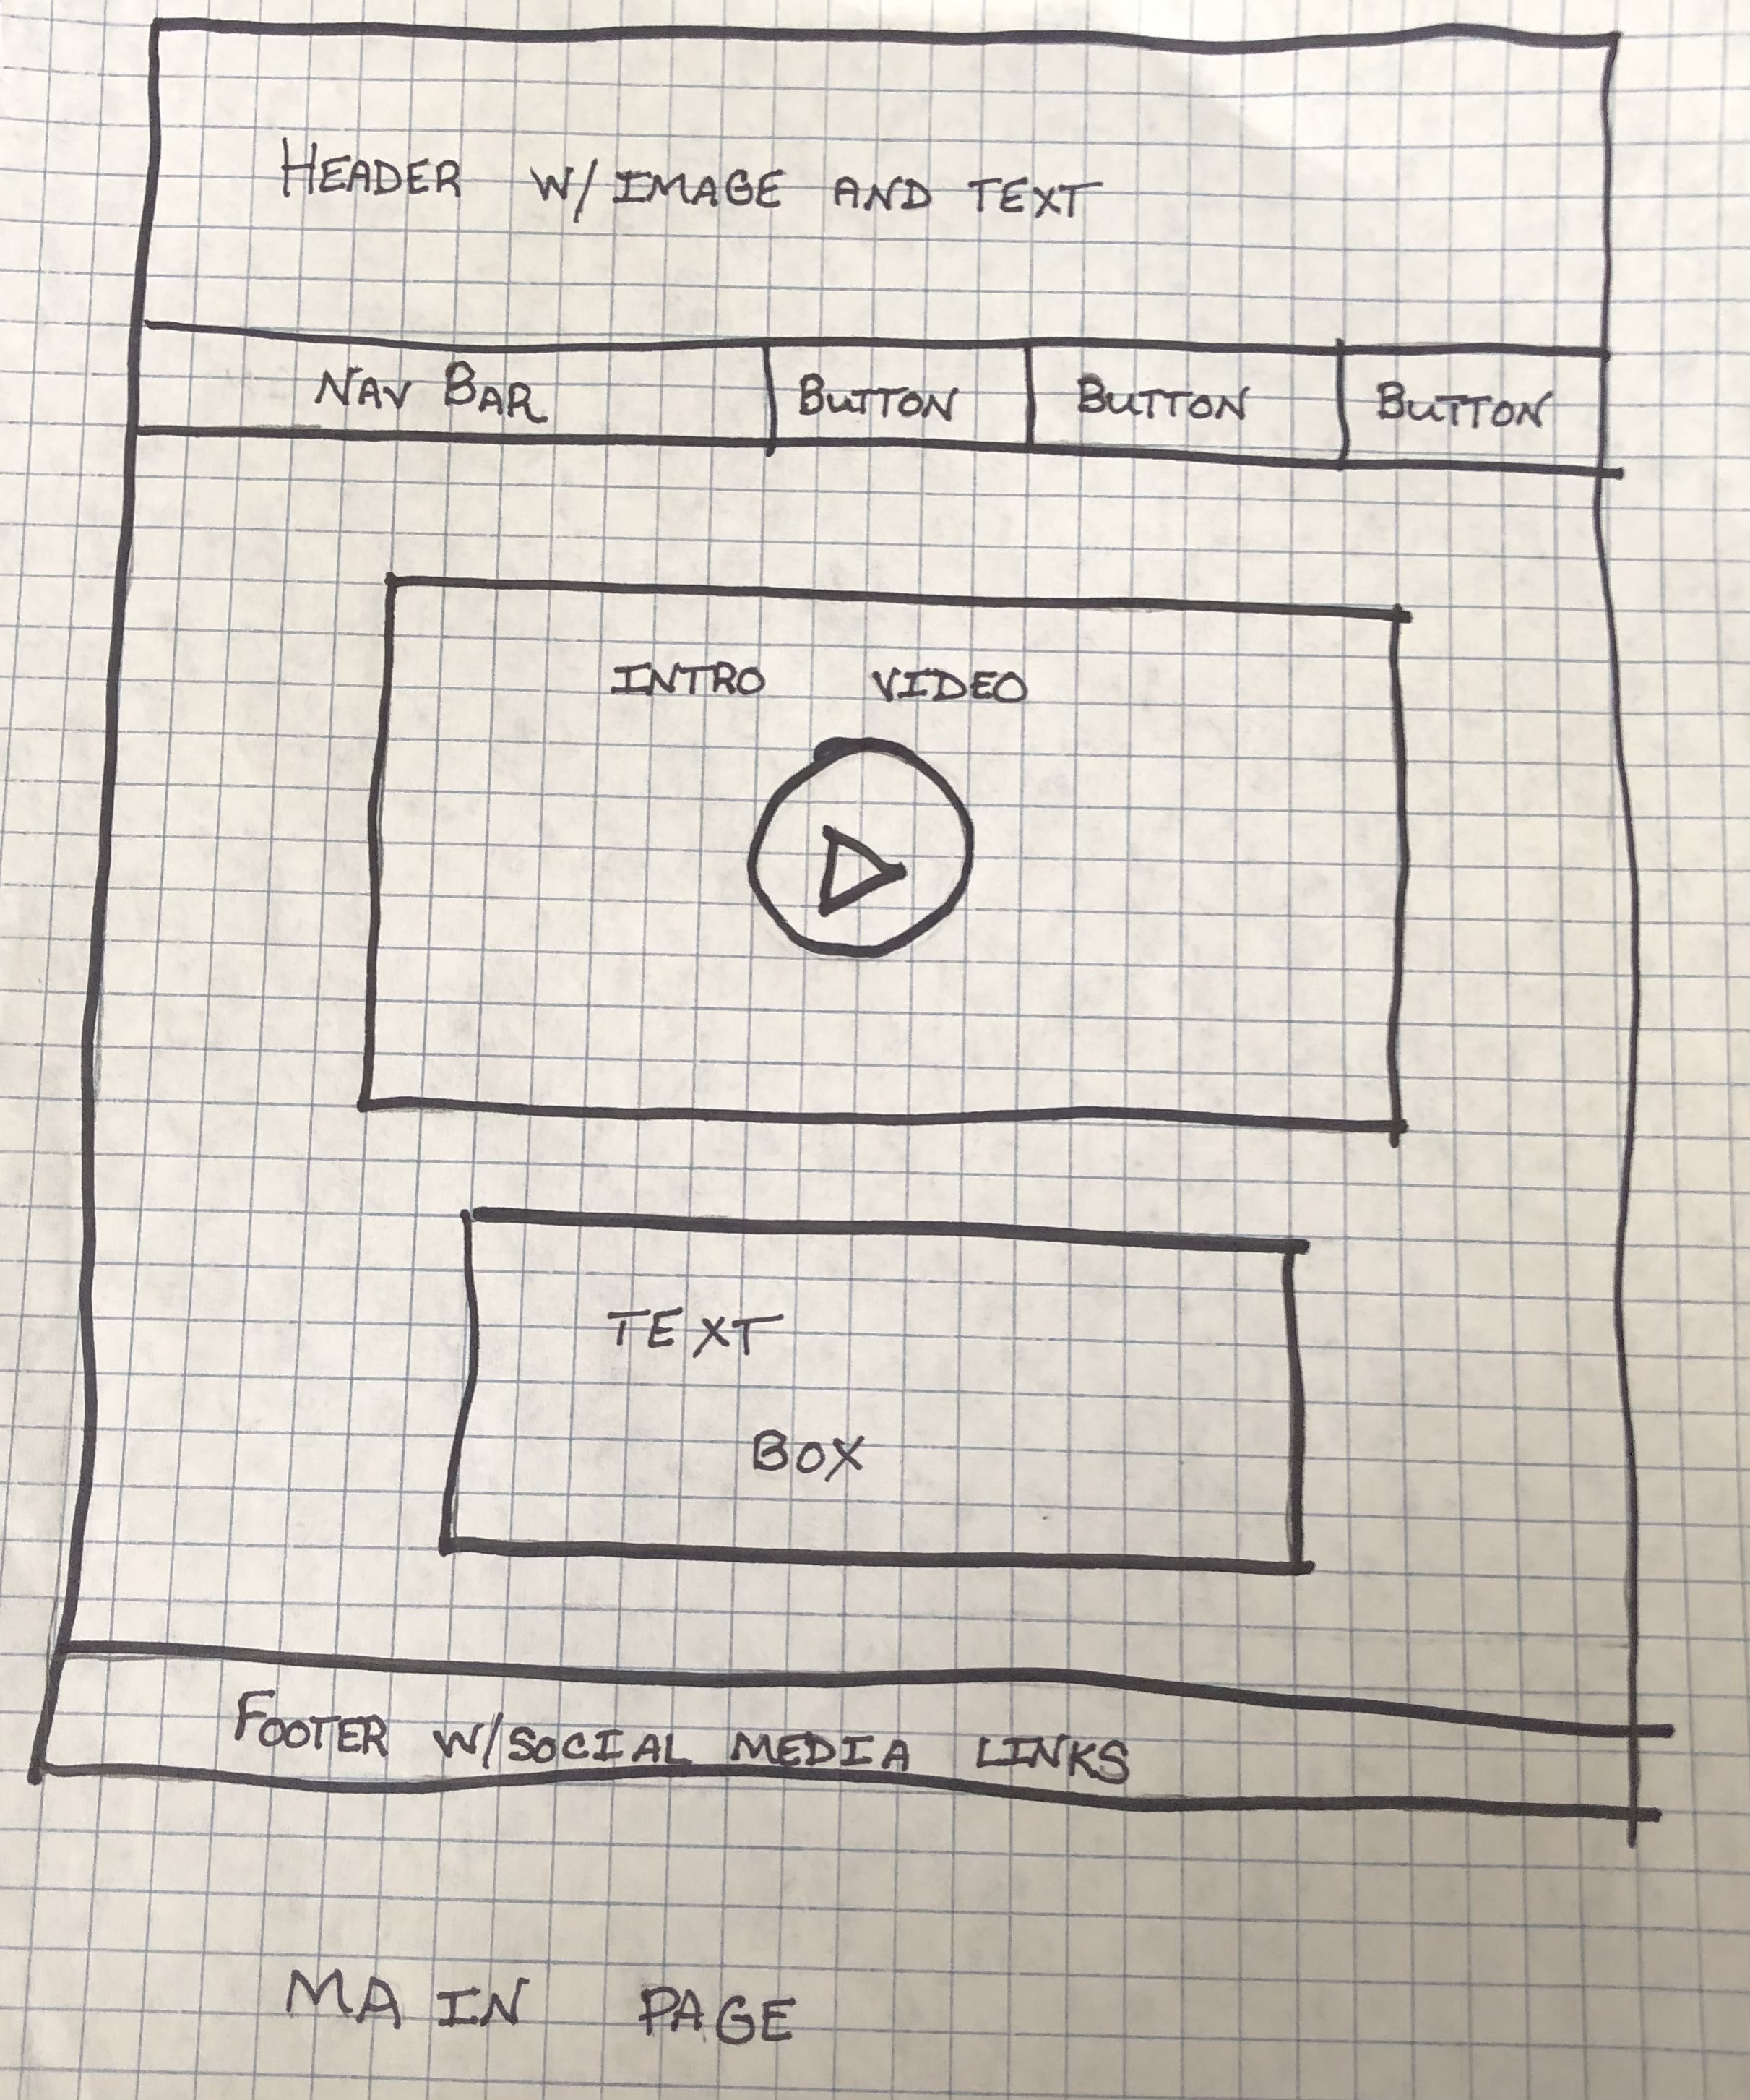 HEADER W/IMAGE AND TEXT
NAV BAR BUTTON BUTTON BUTTON
INTRO VIDEO
TEXT
BOX
FOOTER W/SOCIAL MEDIA LINKS
MAIN PAGE